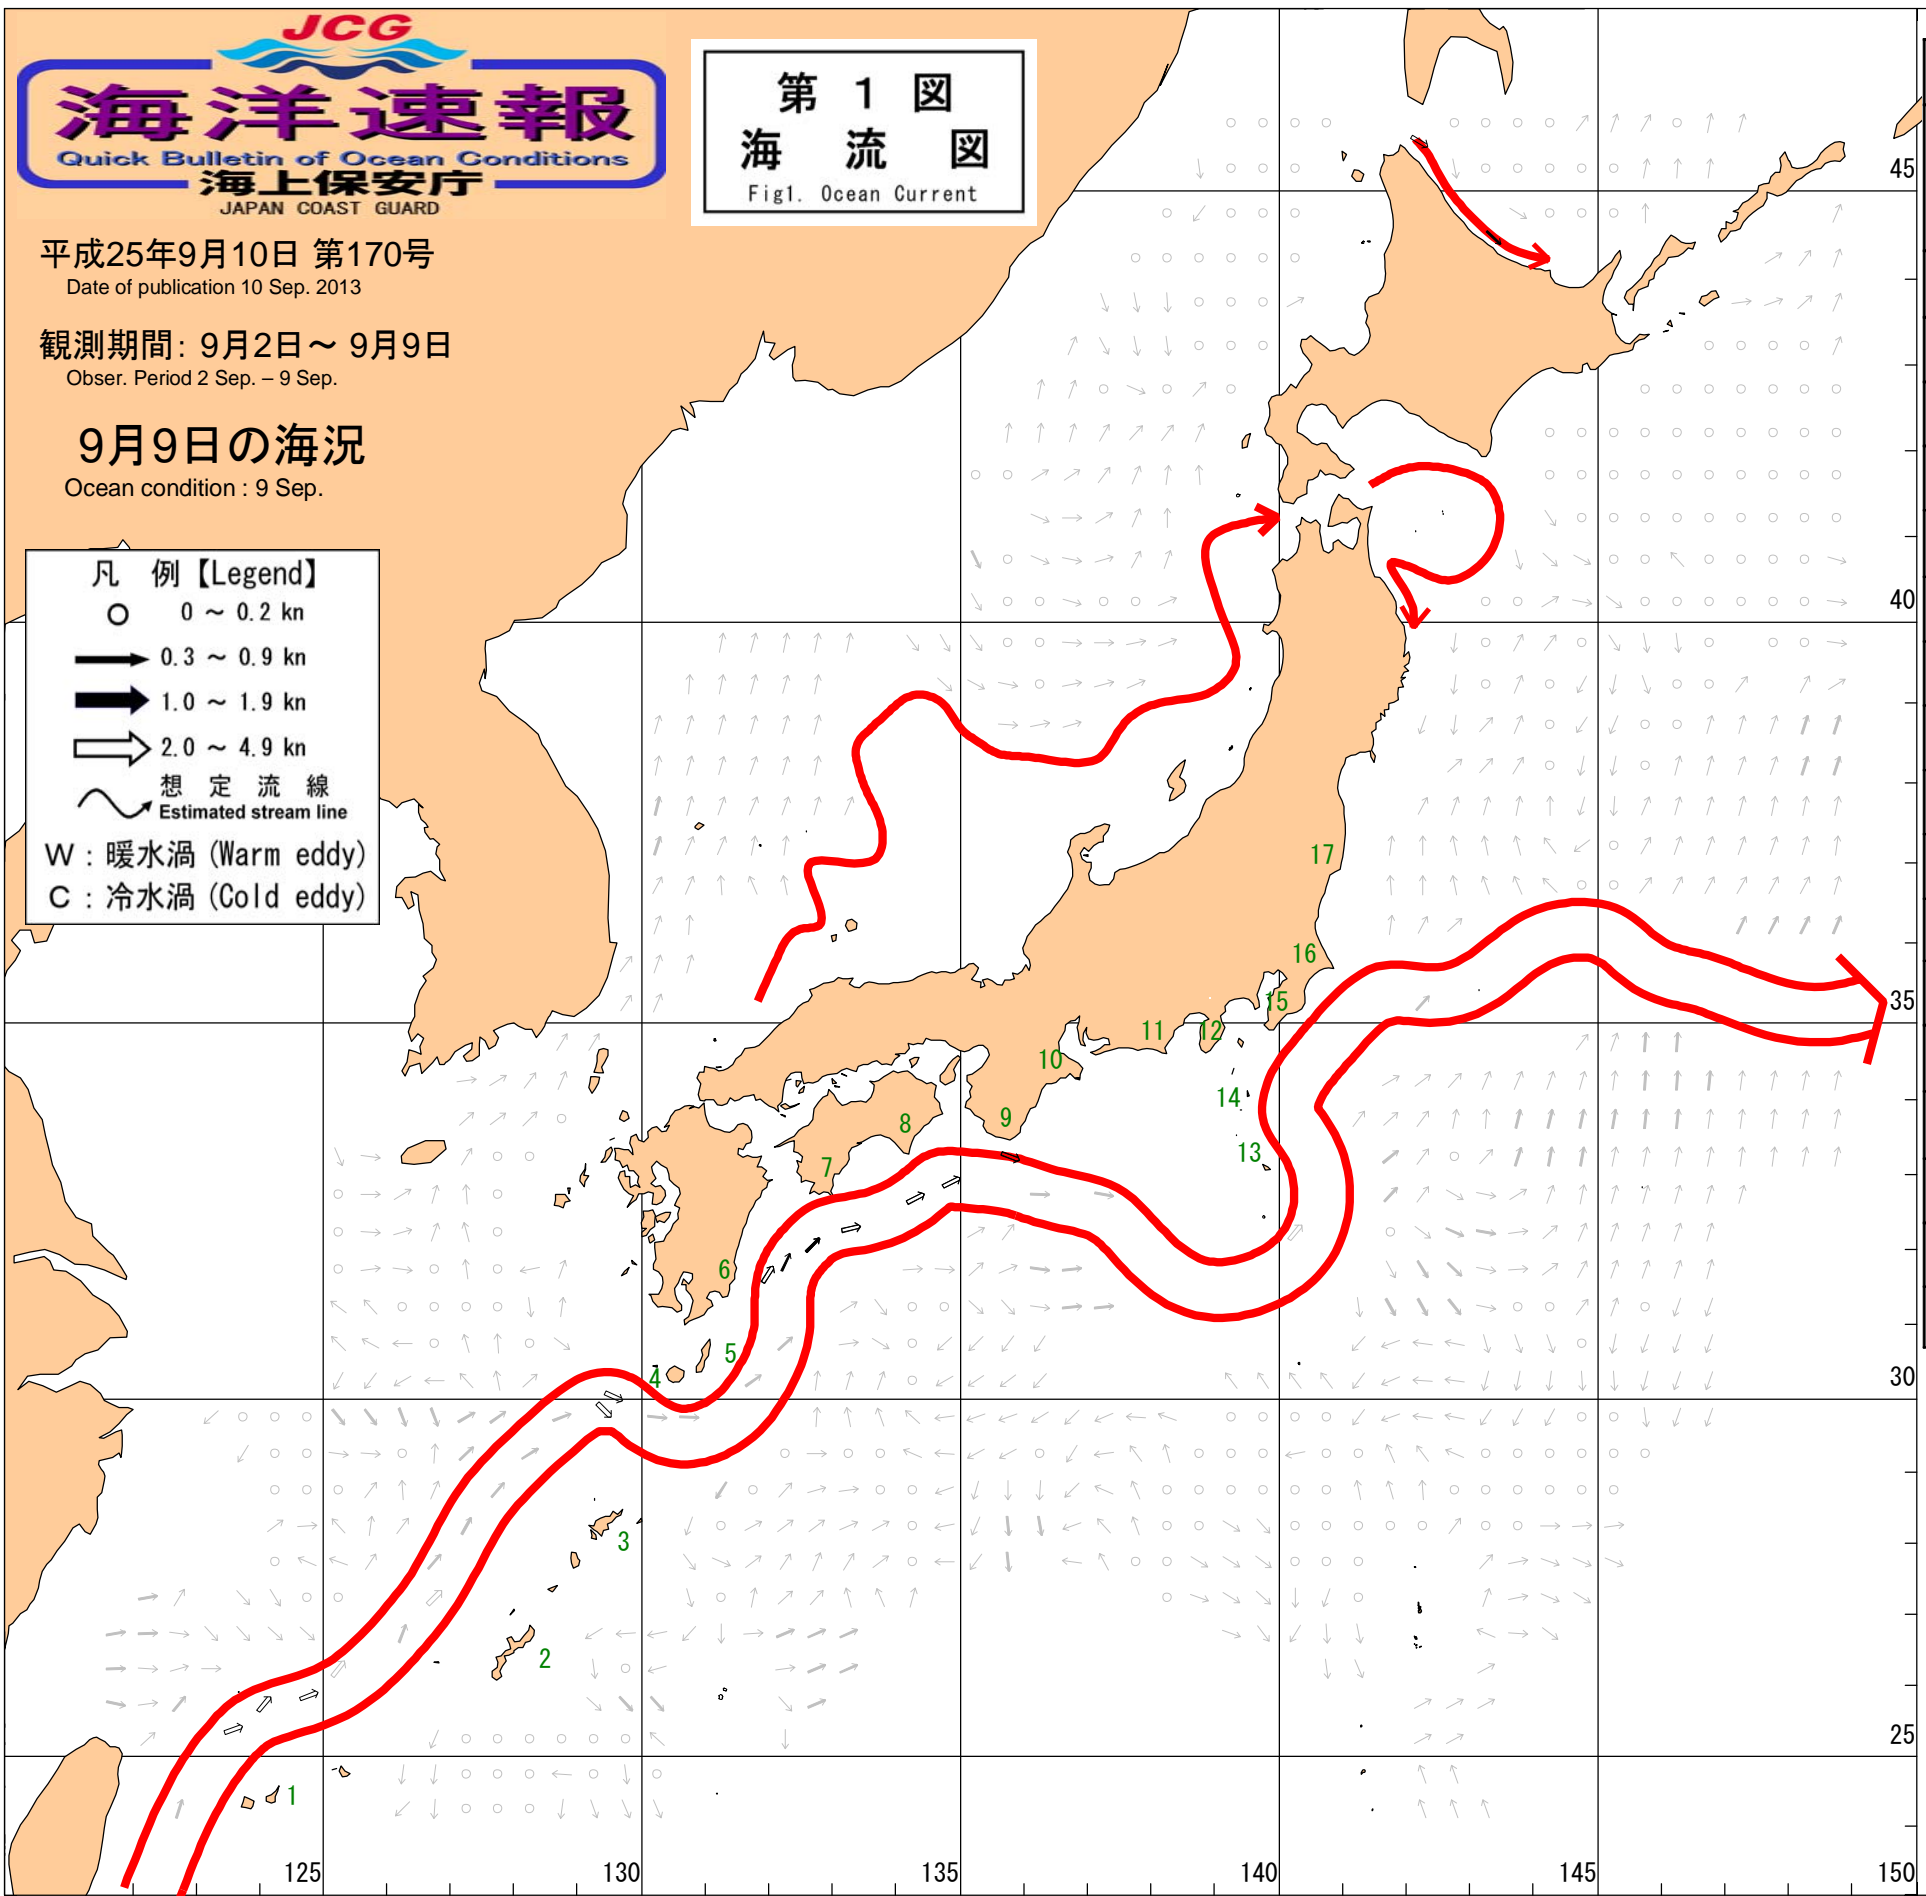 JCG
海洋速報
Quick Bulletin of Ocean Conditions
海上保安庁
JAPAN COAST GUARD
第 1 図
海 流 図
Fig1. Ocean Current
平成25年9月10日 第170号
Date of publication 10 Sep. 2013
観測期間: 9月2日～ 9月9日
Obser. Period 2 Sep. – 9 Sep.
9月9日の海況
Ocean condition : 9 Sep.
凡 例【Legend】
0 ～ 0.2 kn
0.3 ～ 0.9 kn
1.0 ～ 1.9 kn
2.0 ～ 4.9 kn
想 定 流 線
Estimated stream line
W : 暖水渦 (Warm eddy)
C : 冷水渦 (Cold eddy)
45
40
35
30
25
17
16
15
14
13
12
11
10
9
8
7
6
5
4
3
2
1
125
130
135
140
145
150